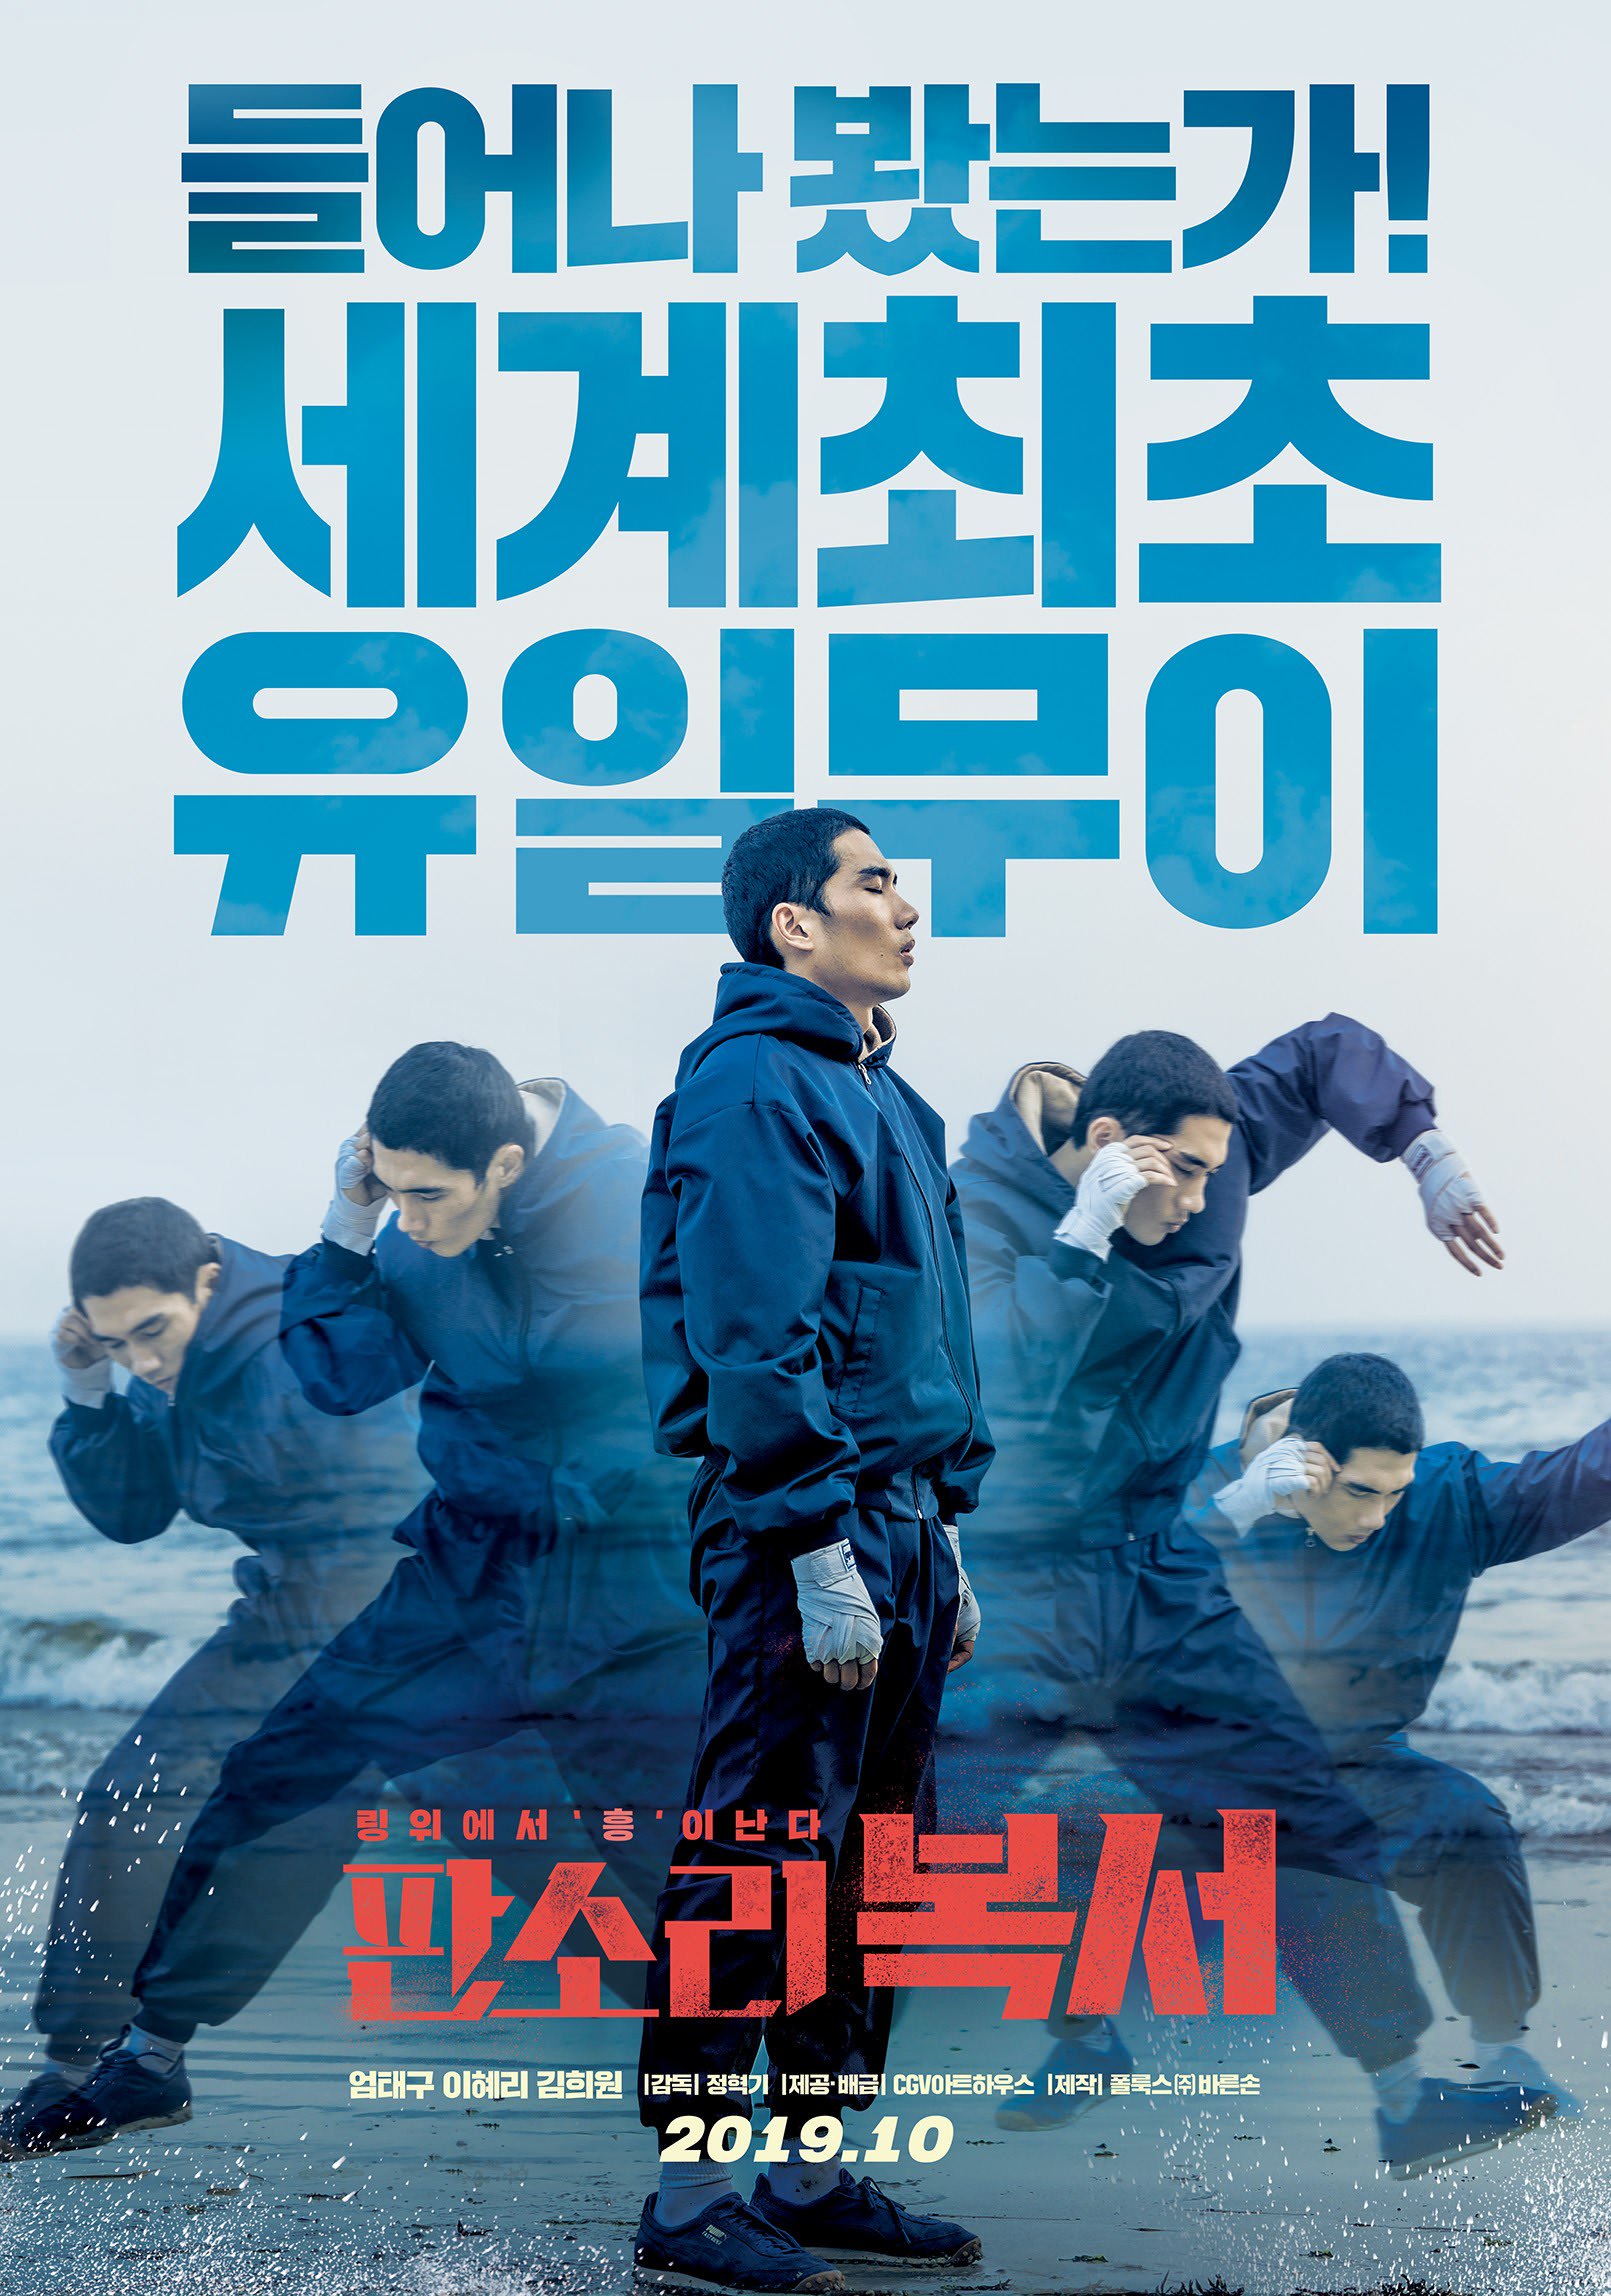 들어나 봤는가!
세계최초
유일무이
링 위에서 '흥'이 난다
판소리 복서
엄태구 이혜리 김희원 |감독| 정혁기 |제공·배급| CGV아트하우스 |제작| 폴룩스㈜바른손
2019.10
PUMA